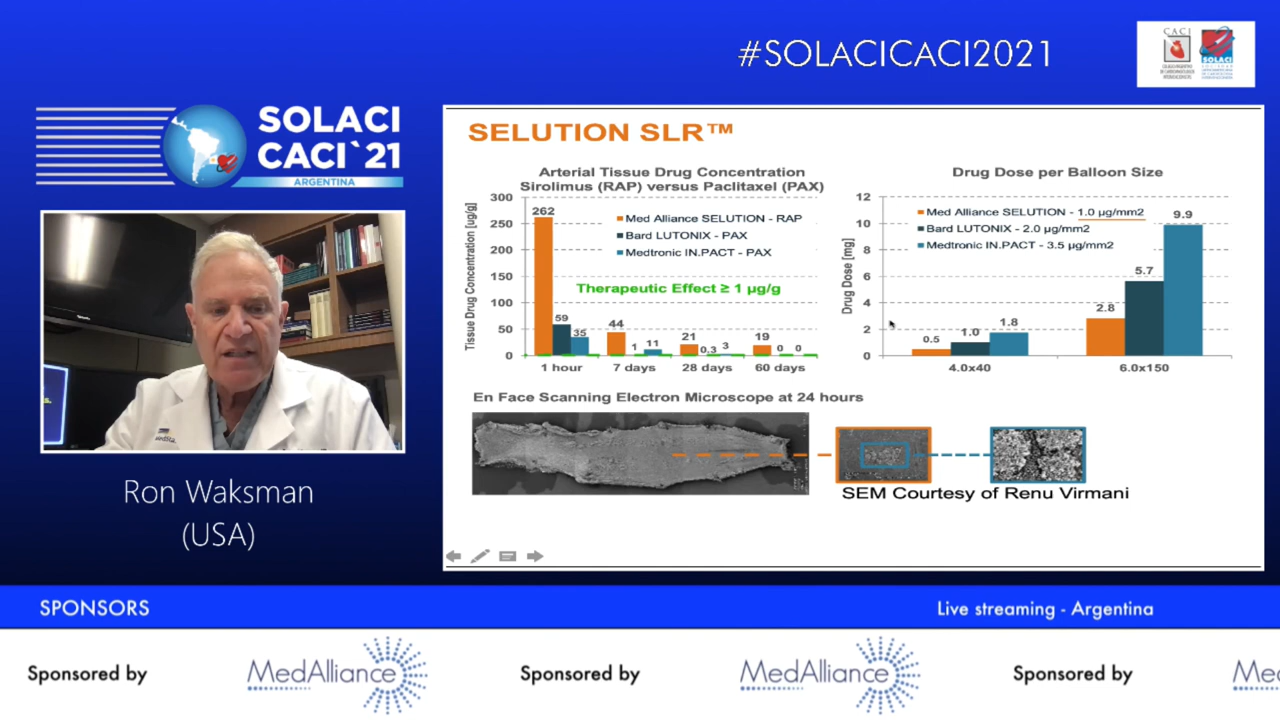 #SOLACICACI2021
CACI
SOLACI
SOLACI
CACI`21
ARGENTINA
Ron Waksman
(USA)
SELUTION SLR™
Arterial Tissue Drug Concentration
Sirolimus (RAP) versus Paclitaxel (PAX)
Tissue Drug Concentration [ug/g]
300
250
200
150
100
50
0
262
59
35
44
1
11
21
0,3
3
19
0
0
Med Alliance SELUTION - RAP
Bard LUTONIX - PAX
Medtronic IN.PACT - PAX
Therapeutic Effect ≥ 1 µg/g
1 hour
7 days
28 days
60 days
Drug Dose per Balloon Size
Drug Dose [mg]
12
10
8
6
4
2
0
Med Alliance SELUTION - 1.0 µg/mm2
Bard LUTONIX - 2.0 µg/mm2
Medtronic IN.PACT - 3.5 µg/mm2
0.5
1.0
1.8
2.8
5.7
9.9
4.0x40
6.0x150
En Face Scanning Electron Microscope at 24 hours
SEM Courtesy of Renu Virmani
SPONSORS
Live streaming - Argentina
Sponsored by
MedAlliance
Sponsored by
MedAlliance
Sponsored by
Me